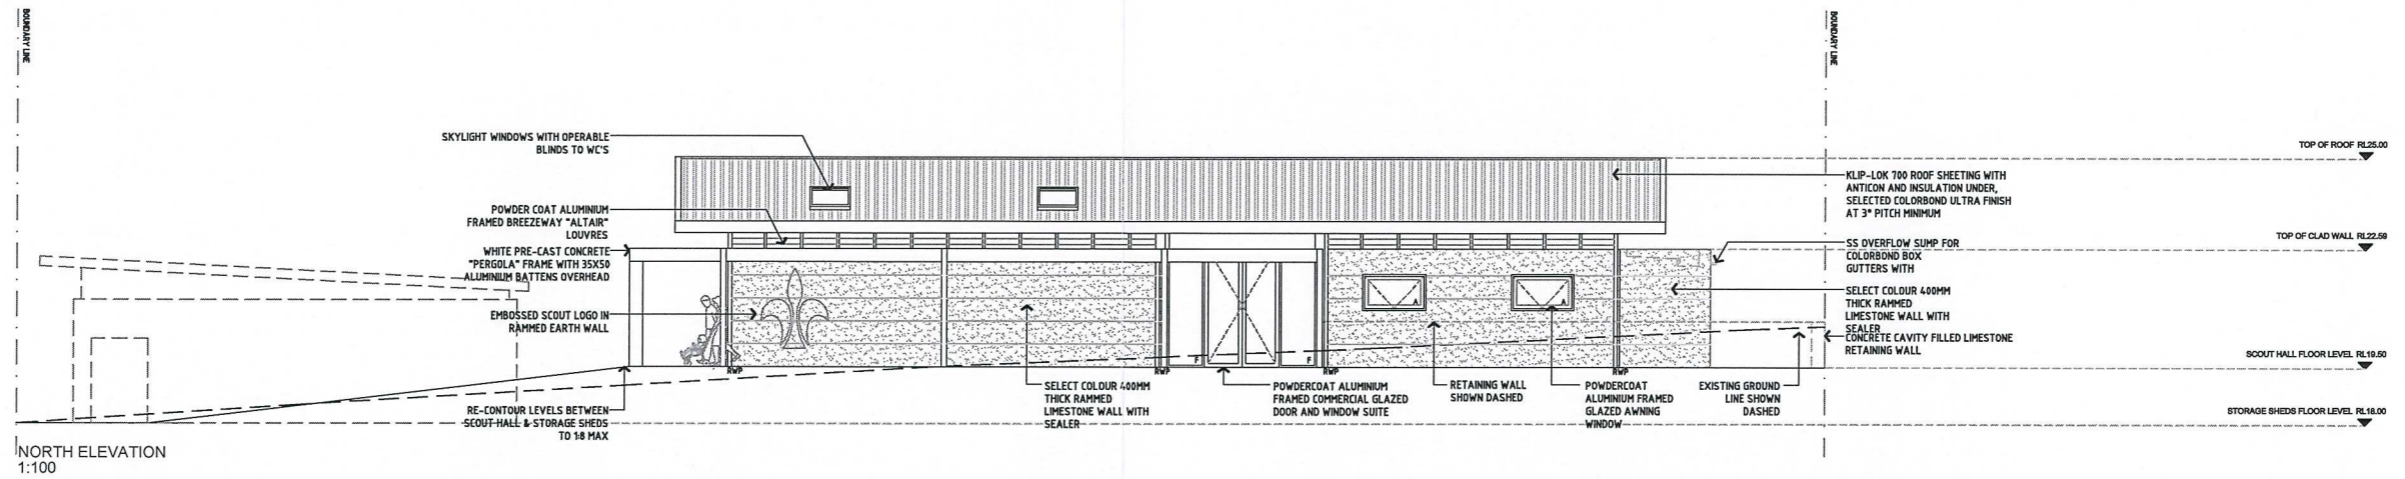 BOUNDARY LINE
BOUNDARY LINE
SKYLIGHT WINDOWS WITH OPERABLE
BLINDS TO WC'S
POWDER COAT ALUMINIUM
FRAMED BREEZEWAY "ALTAIR"
LOUVRES
WHITE PRE-CAST CONCRETE
"PERGOLA" FRAME WITH 35X50
ALUMINIUM BATTENS OVERHEAD
EMBOSSED SCOUT LOGO IN
RAMMED EARTH WALL
RE-CONTOUR LEVELS BETWEEN
SCOUT HALL & STORAGE SHEDS
TO 1:8 MAX
RWP
RWP
RWP
RWP
F
F
A
A
SELECT COLOUR 400MM
THICK RAMMED
LIMESTONE WALL WITH
SEALER
POWDERCOAT ALUMINIUM
FRAMED COMMERCIAL GLAZED
DOOR AND WINDOW SUITE
RETAINING WALL
SHOWN DASHED
POWDERCOAT
ALUMINIUM FRAMED
GLAZED AWNING
WINDOW
EXISTING GROUND
LINE SHOWN
DASHED
KLIP-LOK 700 ROOF SHEETING WITH
ANTICON AND INSULATION UNDER,
SELECTED COLORBOND ULTRA FINISH
AT 3° PITCH MINIMUM
SS OVERFLOW SUMP FOR
COLORBOND BOX
GUTTERS WITH
SELECT COLOUR 400MM
THICK RAMMED
LIMESTONE WALL WITH
SEALER
CONCRETE CAVITY FILLED LIMESTONE
RETAINING WALL
TOP OF ROOF RL25.00
TOP OF CLAD WALL RL22.59
SCOUT HALL FLOOR LEVEL RL19.50
STORAGE SHEDS FLOOR LEVEL RL18.00
NORTH ELEVATION
1:100